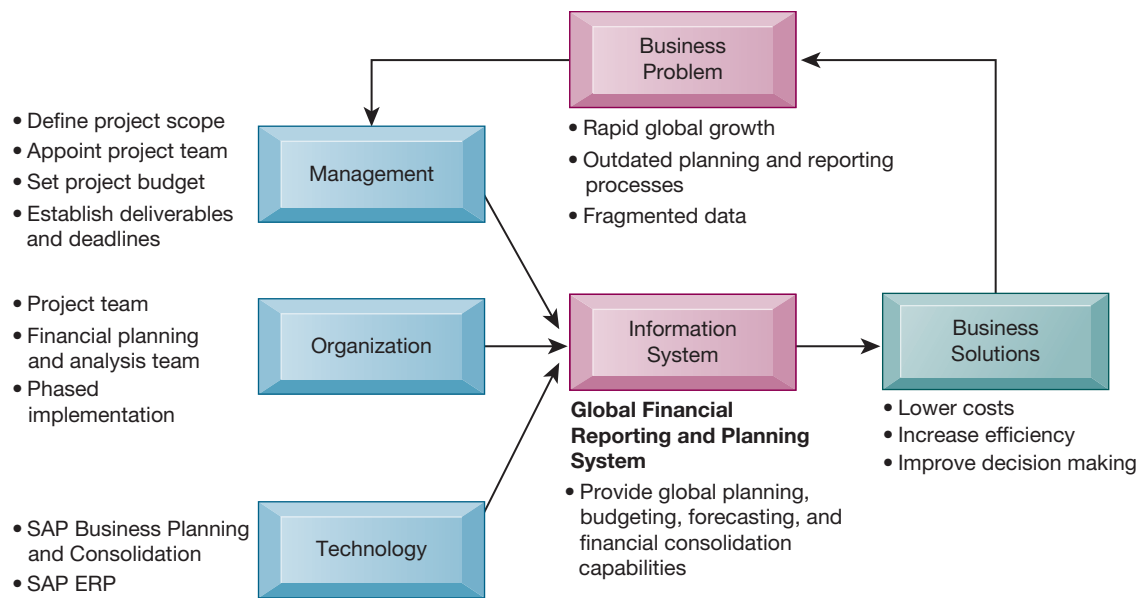 Business
Problem
• Rapid global growth
• Outdated planning and reporting
processes
• Fragmented data
• Define project scope
• Appoint project team
• Set project budget
• Establish deliverables
and deadlines
Management
• Project team
• Financial planning
and analysis team
• Phased
implementation
Organization
Information
System
Global Financial
Reporting and Planning
System
• Provide global planning,
budgeting, forecasting, and
financial consolidation
capabilities
Business
Solutions
• Lower costs
• Increase efficiency
• Improve decision making
• SAP Business Planning
and Consolidation
• SAP ERP
Technology